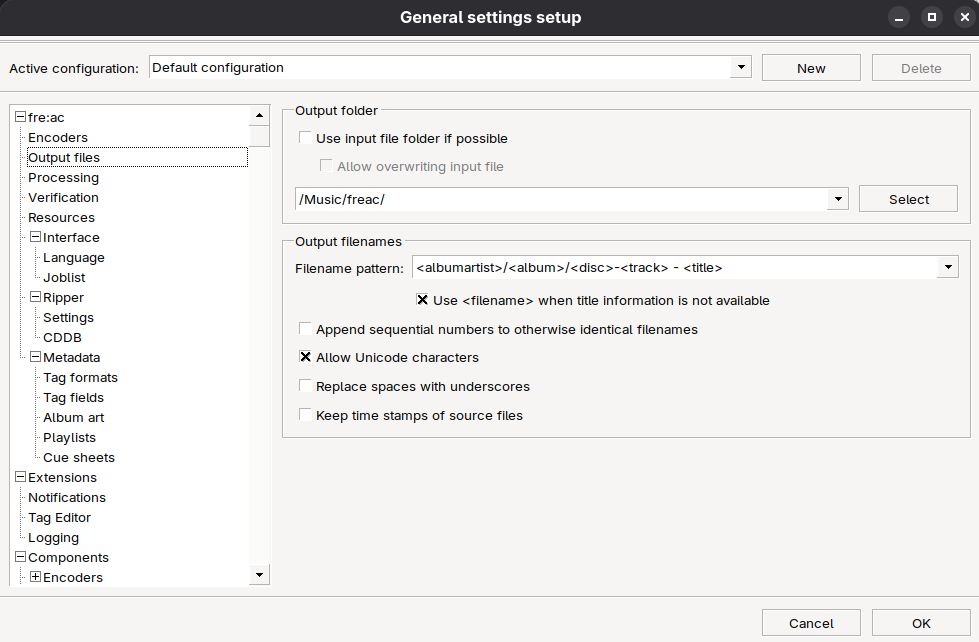 General settings setup
Active configuration: Default configuration New Delete
fre:ac
Encoders
Output files
Processing
Verification
Resources
Interface
Language
Joblist
Ripper
Settings
CDDB
Metadata
Tag formats
Tag fields
Album art
Playlists
Cue sheets
Extensions
Notifications
Tag Editor
Logging
Components
Encoders
Output folder
Use input file folder if possible
Allow overwriting input file
/Music/freac/ Select
Output filenames
Filename pattern: <albumartist>/<album>/<disc>-<track> - <title>
Use <filename> when title information is not available
Append sequential numbers to otherwise identical filenames
Allow Unicode characters
Replace spaces with underscores
Keep time stamps of source files
Cancel OK